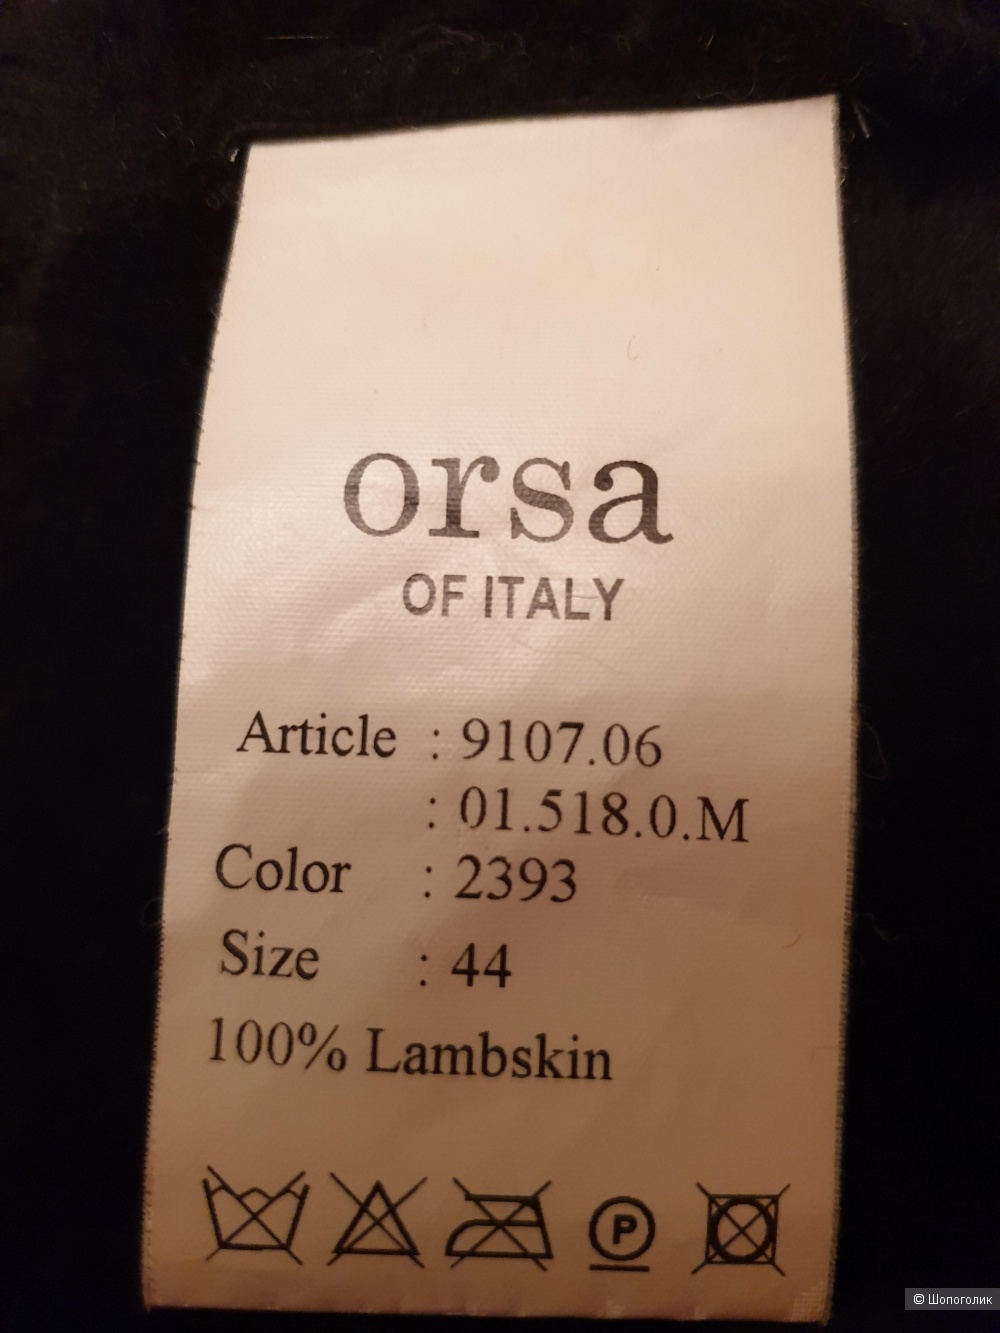 orsa
OF ITALY
Article : 9107.06
: 01.518.0.M
Color : 2393
Size : 44
100% Lambskin
P
© Шопоголик